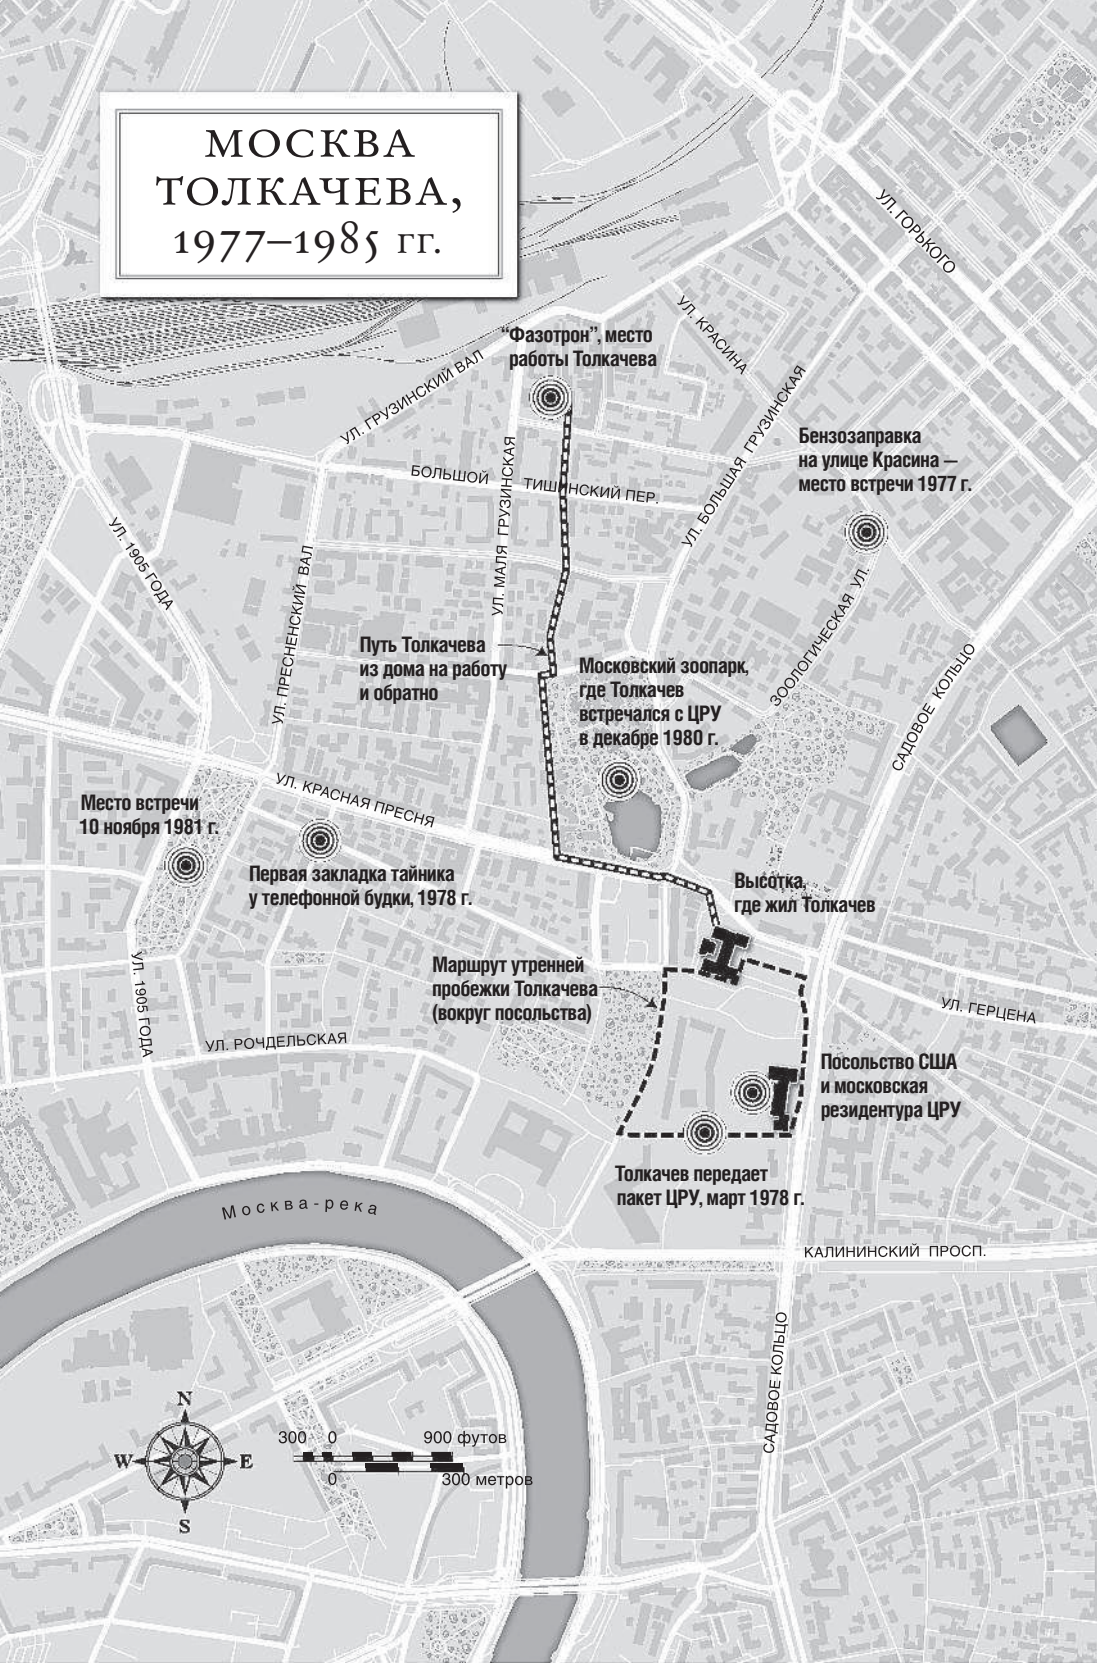 МОСКВА
ТОЛКАЧЕВА,
1977–1985 гг.
УЛ. ГОРЬКОГО
УЛ. КРАСИНА
“Фазотрон”, место
работы Толкачева
УЛ. ГРУЗИНСКИЙ ВАЛ
УЛ. БОЛЬШАЯ ГРУЗИНСКАЯ
Бензозаправка
на улице Красина —
место встречи 1977 г.
БОЛЬШОЙ ТИШИНСКИЙ ПЕР.
УЛ. МАЛЯ ГРУЗИНСКАЯ
УЛ. 1905 ГОДА
УЛ. ПРЕСНЕНСКИЙ ВАЛ
ЗООЛОГИЧЕСКАЯ УЛ.
Путь Толкачева
из дома на работу
и обратно
Московский зоопарк,
где Толкачев
встречался с ЦРУ
в декабре 1980 г.
САДОВОЕ КОЛЬЦО
УЛ. КРАСНАЯ ПРЕСНЯ
Место встречи
10 ноября 1981 г.
Первая закладка тайника
у телефонной будки, 1978 г.
Высотка,
где жил Толкачев
УЛ. 1905 ГОДА
Маршрут утренней
пробежки Толкачева
(вокруг посольства)
УЛ. ГЕРЦЕНА
УЛ. РОЧДЕЛЬСКАЯ
Посольство США
и московская
резидентура ЦРУ
Толкачев передает
пакет ЦРУ, март 1978 г.
Москва-река
КАЛИНИНСКИЙ ПРОСП.
САДОВОЕ КОЛЬЦО
N
W E
S
300 0 900 футов
0 300 метров